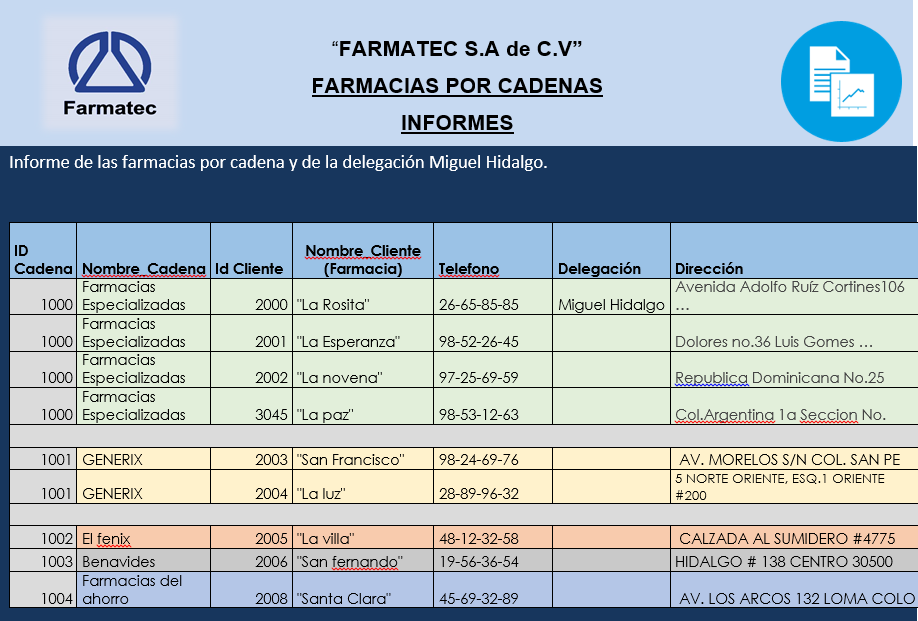 “FARMATEC S.A de C.V”
FARMACIAS POR CADENAS
INFORMES
Farmatec
Informe de las farmacias por cadena y de la delegación Miguel Hidalgo.
ID Cadena Nombre_Cadena Id Cliente Nombre_Cliente (Farmacia) Telefono Delegación Dirección
1000 Farmacias Especializadas 2000 "La Rosita" 26-65-85-85 Miguel Hidalgo Avenida Adolfo Ruíz Cortines106 ...
1000 Farmacias Especializadas 2001 "La Esperanza" 98-52-26-45 Dolores no.36 Luis Gomes ...
1000 Farmacias Especializadas 2002 "La novena" 97-25-69-59 Republica Dominicana No.25
1000 Farmacias Especializadas 3045 "La paz" 98-53-12-63 Col.Argentina 1a Seccion No.
1001 GENERIX 2003 "San Francisco" 98-24-69-76 AV. MORELOS S/N COL. SAN PE
1001 GENERIX 2004 "La luz" 28-89-96-32 5 NORTE ORIENTE, ESQ.1 ORIENTE #200
1002 El fenix 2005 "La villa" 48-12-32-58 CALZADA AL SUMIDERO #4775
1003 Benavides 2006 "San fernando" 19-56-36-54 HIDALGO # 138 CENTRO 30500
1004 Farmacias del ahorro 2008 "Santa Clara" 45-69-32-89 AV. LOS ARCOS 132 LOMA COLO